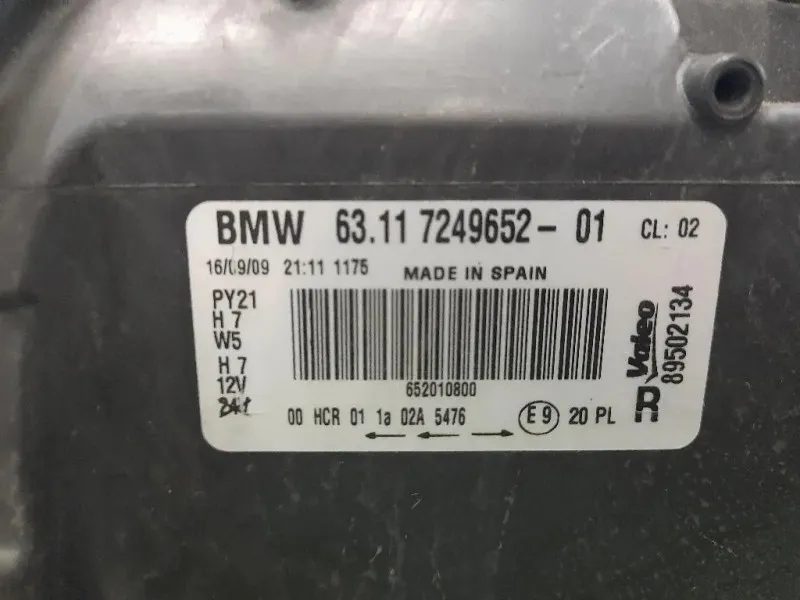 BMW 63.11 7249652-01 CL: 02
16/09/09 21:11 1175 MADE IN SPAIN
PY21
H 7
W5
H 7
12V
652010800
00 HCR 01 1a 02A 5476 E9 20 PL
Valeo
89502134
R